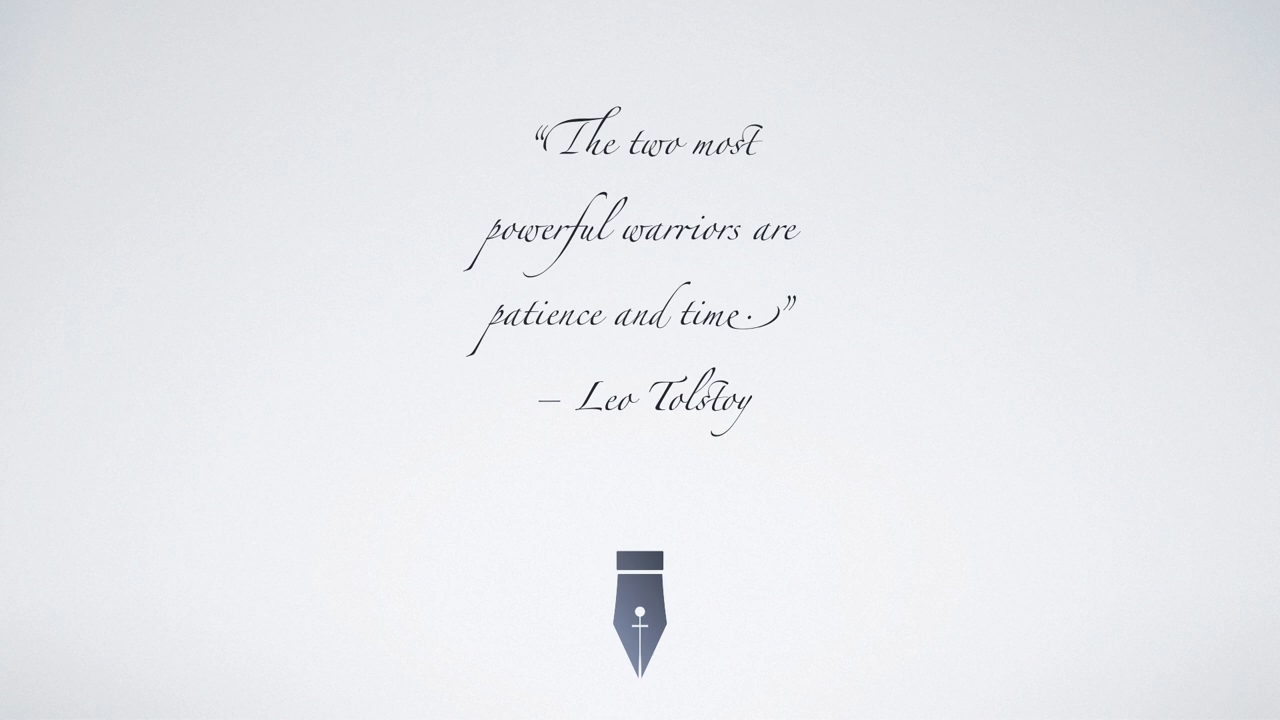 “The two most
powerful warriors are
patience and time.”
– Leo Tolstoy